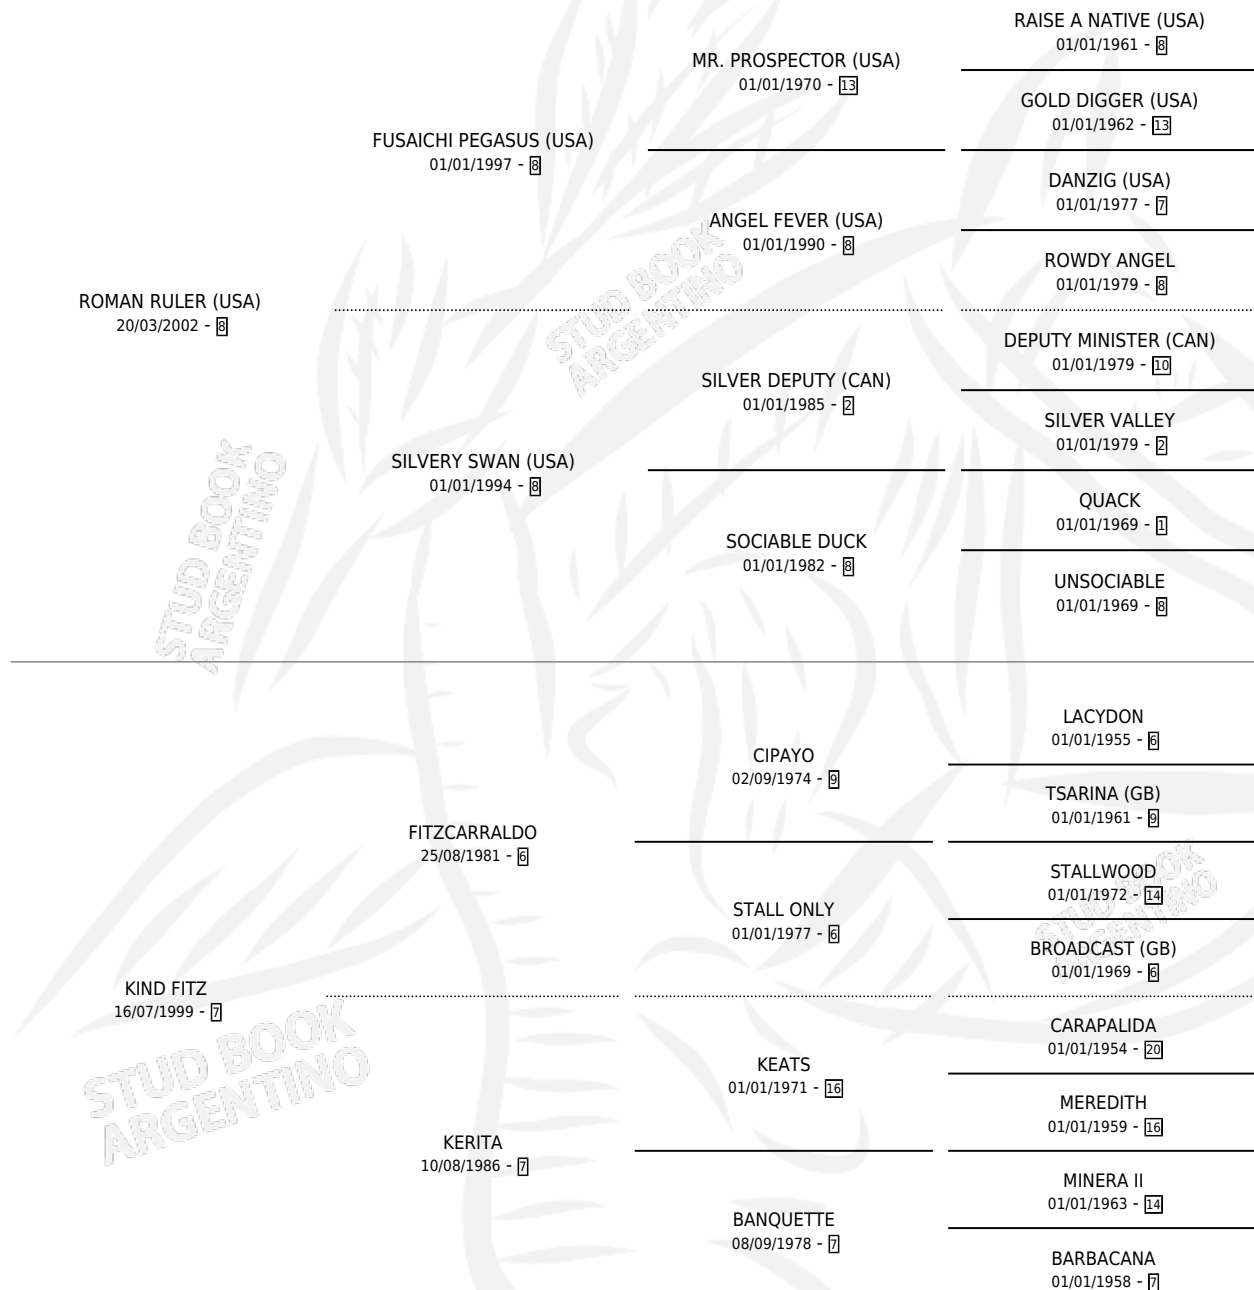 RAISE A NATIVE (USA)
01/01/1961 - 8
MR. PROSPECTOR (USA)
01/01/1970 - 13
GOLD DIGGER (USA)
01/01/1962 - 13
FUSAICHI PEGASUS (USA)
01/01/1997 - 8
DANZIG (USA)
01/01/1977 - 7
ANGEL FEVER (USA)
01/01/1990 - 8
ROWDY ANGEL
01/01/1979 - 8
ROMAN RULER (USA)
20/03/2002 - 8
DEPUTY MINISTER (CAN)
01/01/1979 - 10
SILVER DEPUTY (CAN)
01/01/1985 - 2
SILVER VALLEY
01/01/1979 - 2
SILVERY SWAN (USA)
01/01/1994 - 8
QUACK
01/01/1969 - 1
SOCIABLE DUCK
01/01/1982 - 8
UNSOCIABLE
01/01/1969 - 8
LACYDON
01/01/1955 - 6
CIPAYO
02/09/1974 - 9
TSARINA (GB)
01/01/1961 - 9
FITZCARRALDO
25/08/1981 - 6
STALLWOOD
01/01/1972 - 14
STALL ONLY
01/01/1977 - 6
BROADCAST (GB)
01/01/1969 - 6
KIND FITZ
16/07/1999 - 7
CARAPALIDA
01/01/1954 - 20
KEATS
01/01/1971 - 16
MEREDITH
01/01/1959 - 16
KERITA
10/08/1986 - 7
MINERA II
01/01/1963 - 14
BANQUETTE
08/09/1978 - 7
BARBACANA
01/01/1958 - 7
STUD BOOK
ARGENTINO
STUD BOOK
ARGENTINO
STUD BOOK
ARGENTINO
STUD BOOK
ARGENTINO